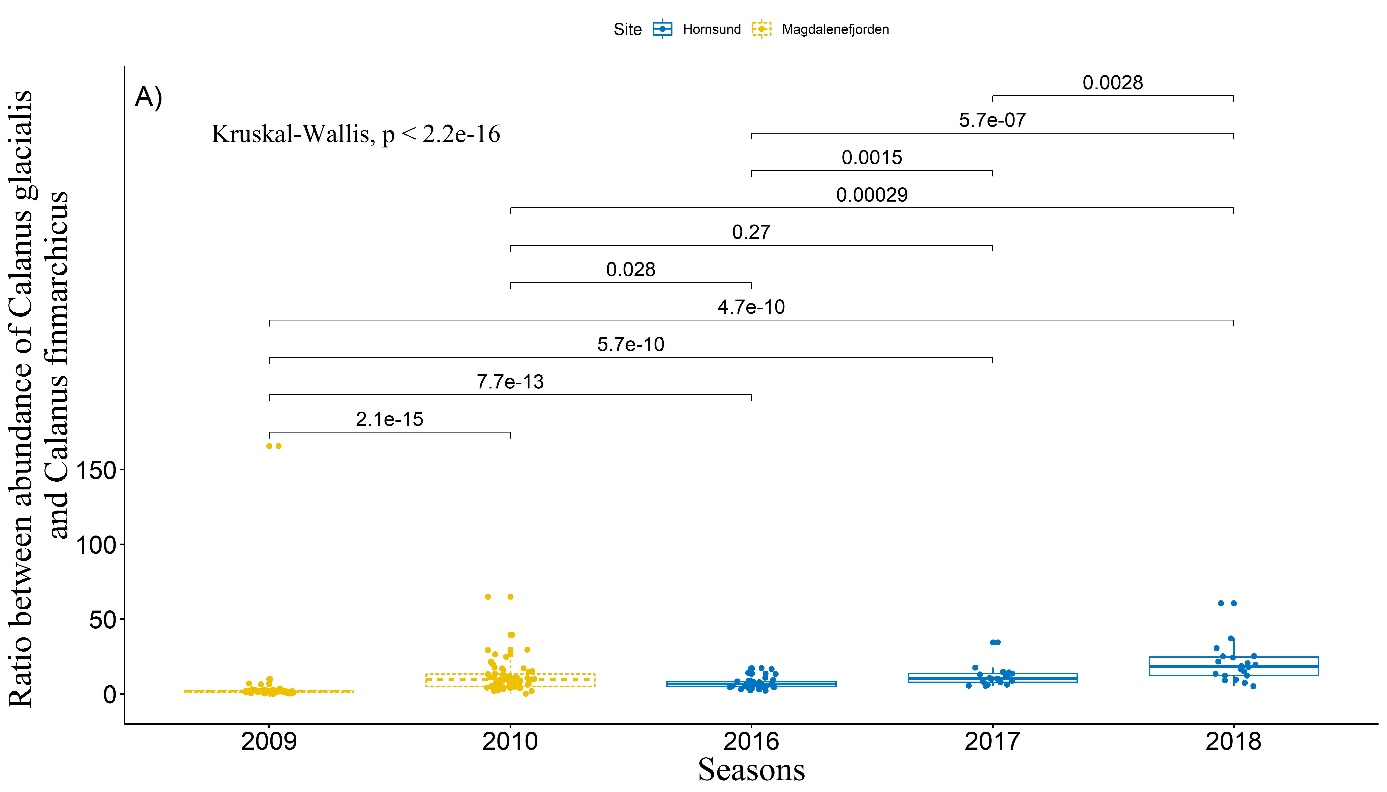 Site Hornsund Magdalenefjorden
A)
Kruskal-Wallis, p < 2.2e-16
0.0028
5.7e-07
0.0015
0.00029
0.27
0.028
4.7e-10
5.7e-10
7.7e-13
2.1e-15
Ratio between abundance of Calanus glacialis
and Calanus finmarchicus
150
100
50
0
2009 2010 2016 2017 2018
Seasons